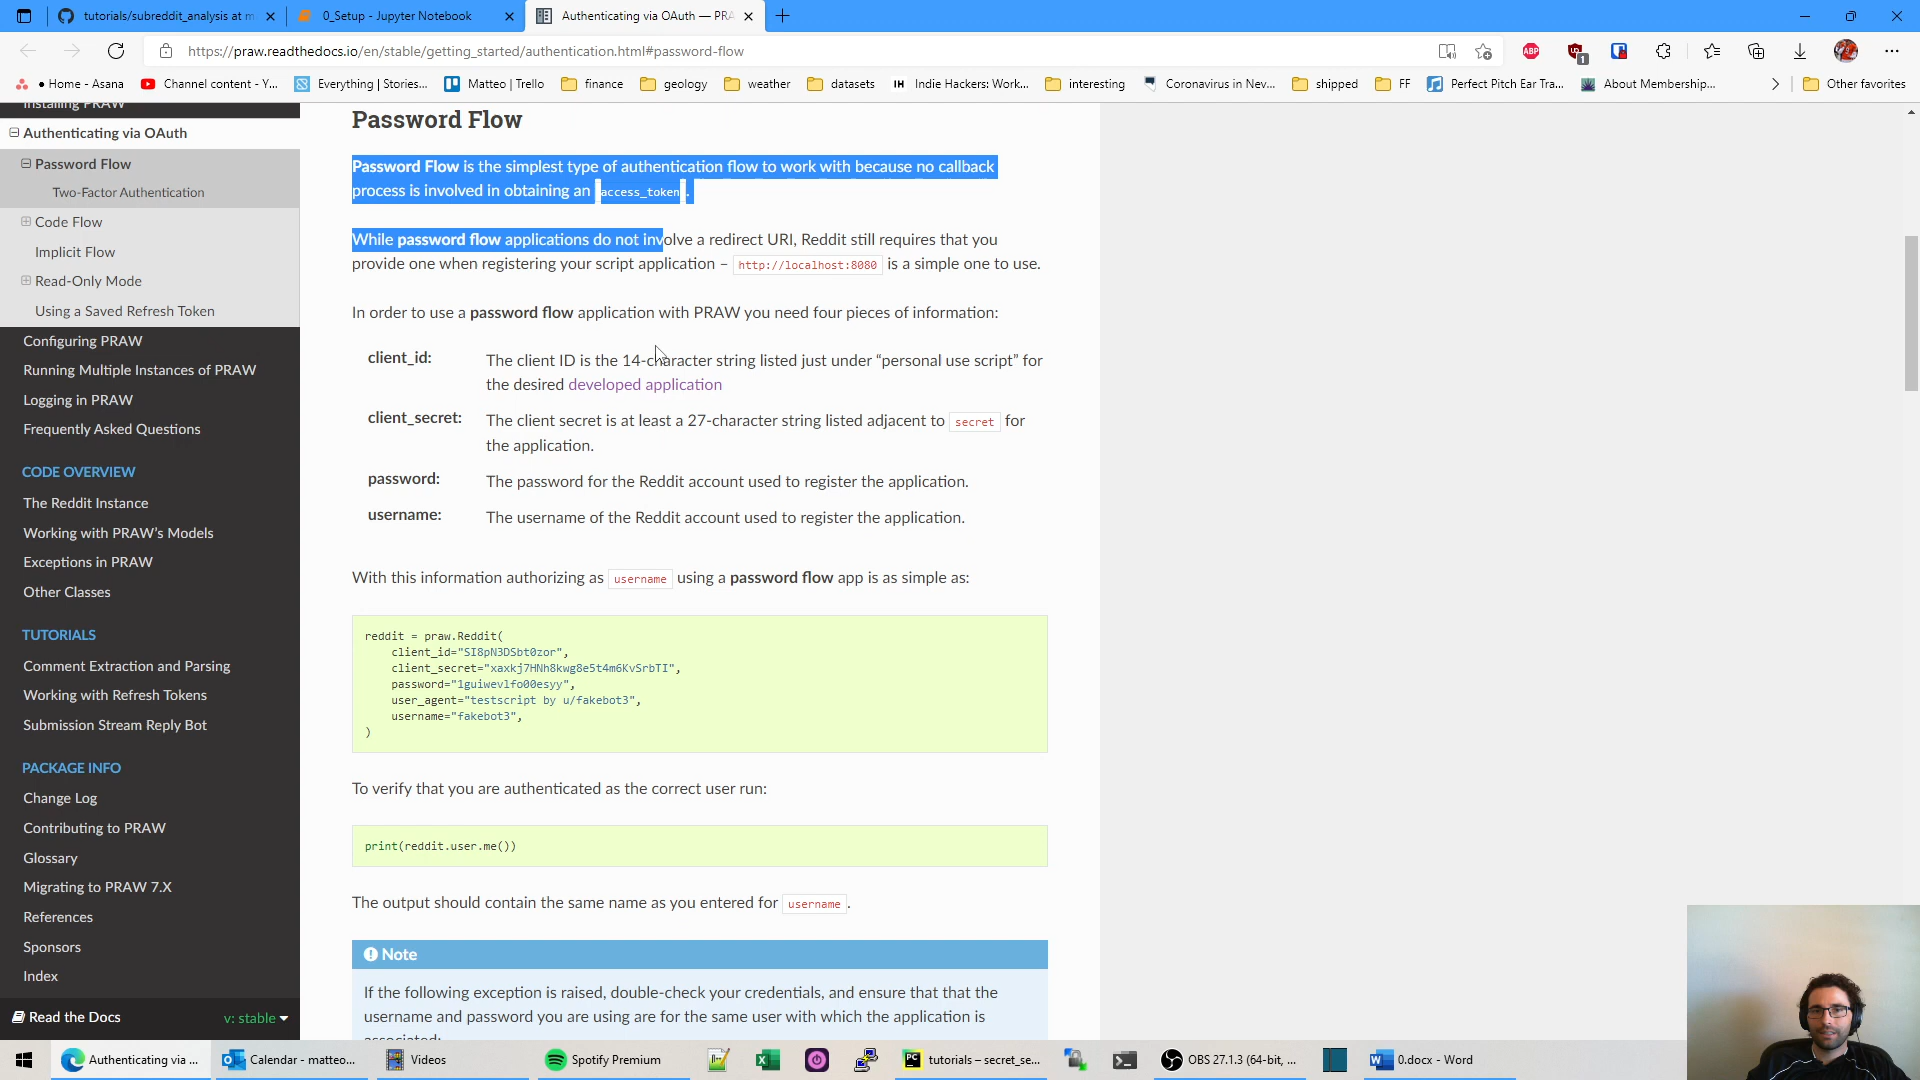 tutorials/subreddit_analysis at m
0_Setup - Jupyter Notebook
Authenticating via OAuth — PRA
https://praw.readthedocs.io/en/stable/getting_started/authentication.html#password-flow
ABP
1
• Home - Asana
Channel content - Y...
Everything | Stories...
Matteo | Trello
finance
geology
weather
datasets
IH Indie Hackers: Work...
interesting
Coronavirus in Nev...
shipped
FF
Perfect Pitch Ear Tra...
About Membership...
Other favorites
Installing PRAW
Authenticating via OAuth
Password Flow
Two-Factor Authentication
Code Flow
Implicit Flow
Read-Only Mode
Using a Saved Refresh Token
Configuring PRAW
Running Multiple Instances of PRAW
Logging in PRAW
Frequently Asked Questions
CODE OVERVIEW
The Reddit Instance
Working with PRAW's Models
Exceptions in PRAW
Other Classes
TUTORIALS
Comment Extraction and Parsing
Working with Refresh Tokens
Submission Stream Reply Bot
PACKAGE INFO
Change Log
Contributing to PRAW
Glossary
Migrating to PRAW 7.X
References
Sponsors
Index
Read the Docs
v: stable
Password Flow
Password Flow is the simplest type of authentication flow to work with because no callback
process is involved in obtaining an access_token.
While password flow applications do not involve a redirect URI, Reddit still requires that you
provide one when registering your script application – http://localhost:8080 is a simple one to use.
In order to use a password flow application with PRAW you need four pieces of information:
client_id: The client ID is the 14-character string listed just under “personal use script” for
the desired developed application
client_secret: The client secret is at least a 27-character string listed adjacent to secret for
the application.
password: The password for the Reddit account used to register the application.
username: The username of the Reddit account used to register the application.
With this information authorizing as username using a password flow app is as simple as:
reddit = praw.Reddit(
client_id="SI8pN3DSbt0zor",
client_secret="xaxkj7HNh8kwg8e5t4m6KvSrbTI",
password="1guiwevlfo00esyy",
user_agent="testscript by u/fakebot3",
username="fakebot3",
)
To verify that you are authenticated as the correct user run:
print(reddit.user.me())
The output should contain the same name as you entered for username.
Note
If the following exception is raised, double-check your credentials, and ensure that that the
username and password you are using are for the same user with which the application is
associated:
Authenticating via ...
Calendar - matteo...
Videos
Spotify Premium
tutorials – secret_se...
OBS 27.1.3 (64-bit, ...
0.docx - Word